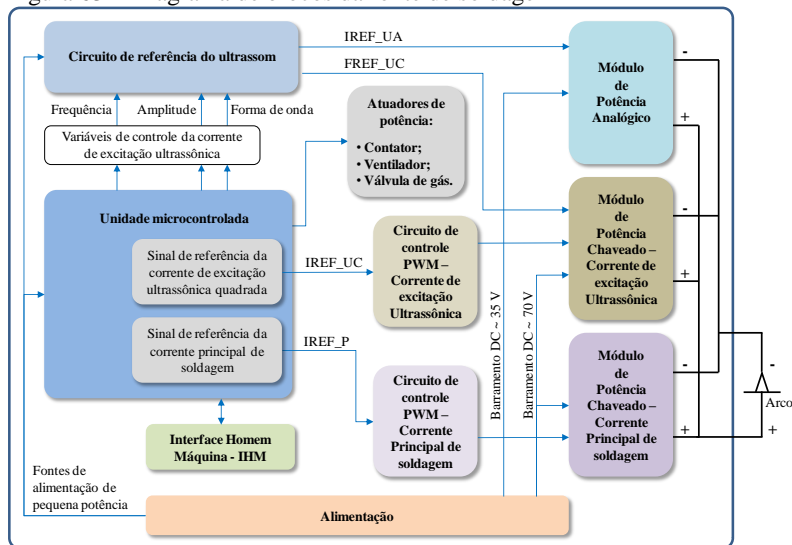 Circuito de referência do ultrassom
IREF_UA
FREF_UC
Módulo
de
Potência
Analógico
-
+
Frequência
Amplitude
Forma de onda
Variáveis de controle da corrente
de excitação ultrassônica
Atuadores de
potência:
• Contator;
• Ventilador;
• Válvula de gás.
Unidade microcontrolada
Sinal de referência da
corrente de excitação
ultrassônica quadrada
IREF_UC
Circuito de
controle
PWM –
Corrente de
excitação
Ultrassônica
Módulo
de
Potência
Chaveado –
Corrente de
excitação
Ultrassônica
-
+
Sinal de referência da
corrente principal de
soldagem
IREF_P
Circuito de
controle
PWM –
Corrente
Principal de
soldagem
Barramento DC ~ 35 V
Barramento DC ~ 70 V
Módulo
de
Potência
Chaveado –
Corrente
Principal de
soldagem
-
+
-
Arco
+
Interface Homem
Máquina - IHM
Fontes de
alimentação de
pequena potência
Alimentação